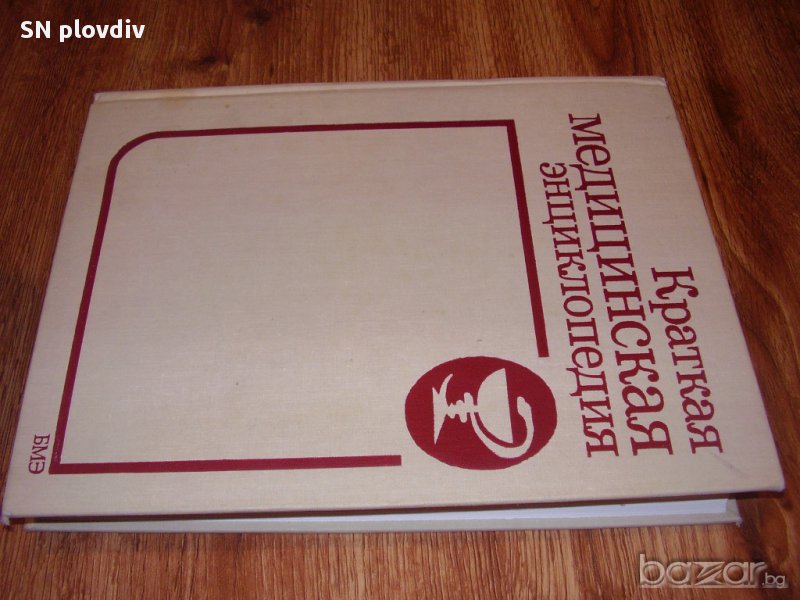 SN plovdiv
Краткая
медицинская
энциклопедия
БМЭ
bazar.bg